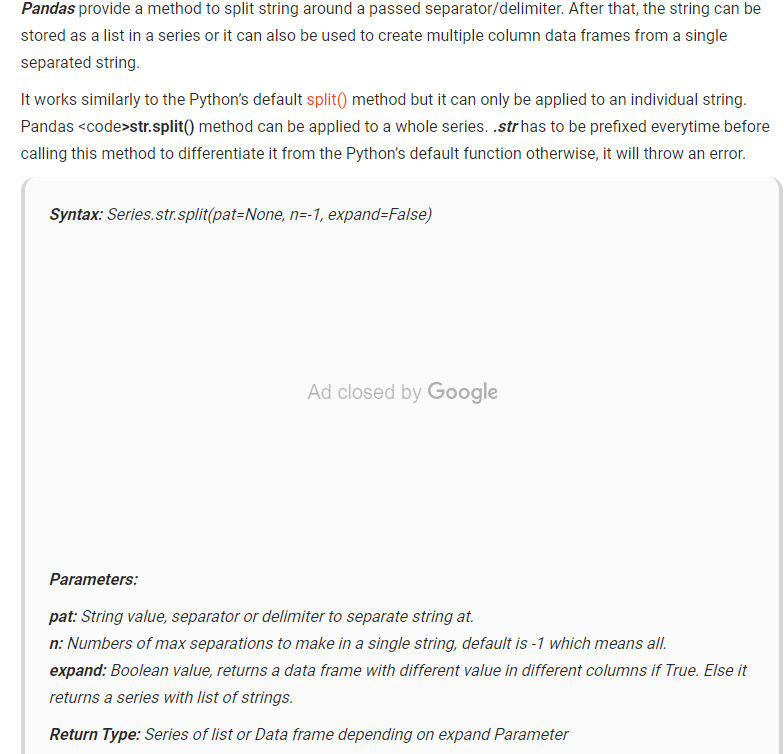 Pandas provide a method to split string around a passed separator/delimiter. After that, the string can be
stored as a list in a series or it can also be used to create multiple column data frames from a single
separated string.
It works similarly to the Python’s default split() method but it can only be applied to an individual string.
Pandas <code>str.split() method can be applied to a whole series. .str has to be prefixed everytime before
calling this method to differentiate it from the Python’s default function otherwise, it will throw an error.
Syntax: Series.str.split(pat=None, n=-1, expand=False)
Ad closed by Google
Parameters:
pat: String value, separator or delimiter to separate string at.
n: Numbers of max separations to make in a single string, default is -1 which means all.
expand: Boolean value, returns a data frame with different value in different columns if True. Else it
returns a series with list of strings.
Return Type: Series of list or Data frame depending on expand Parameter